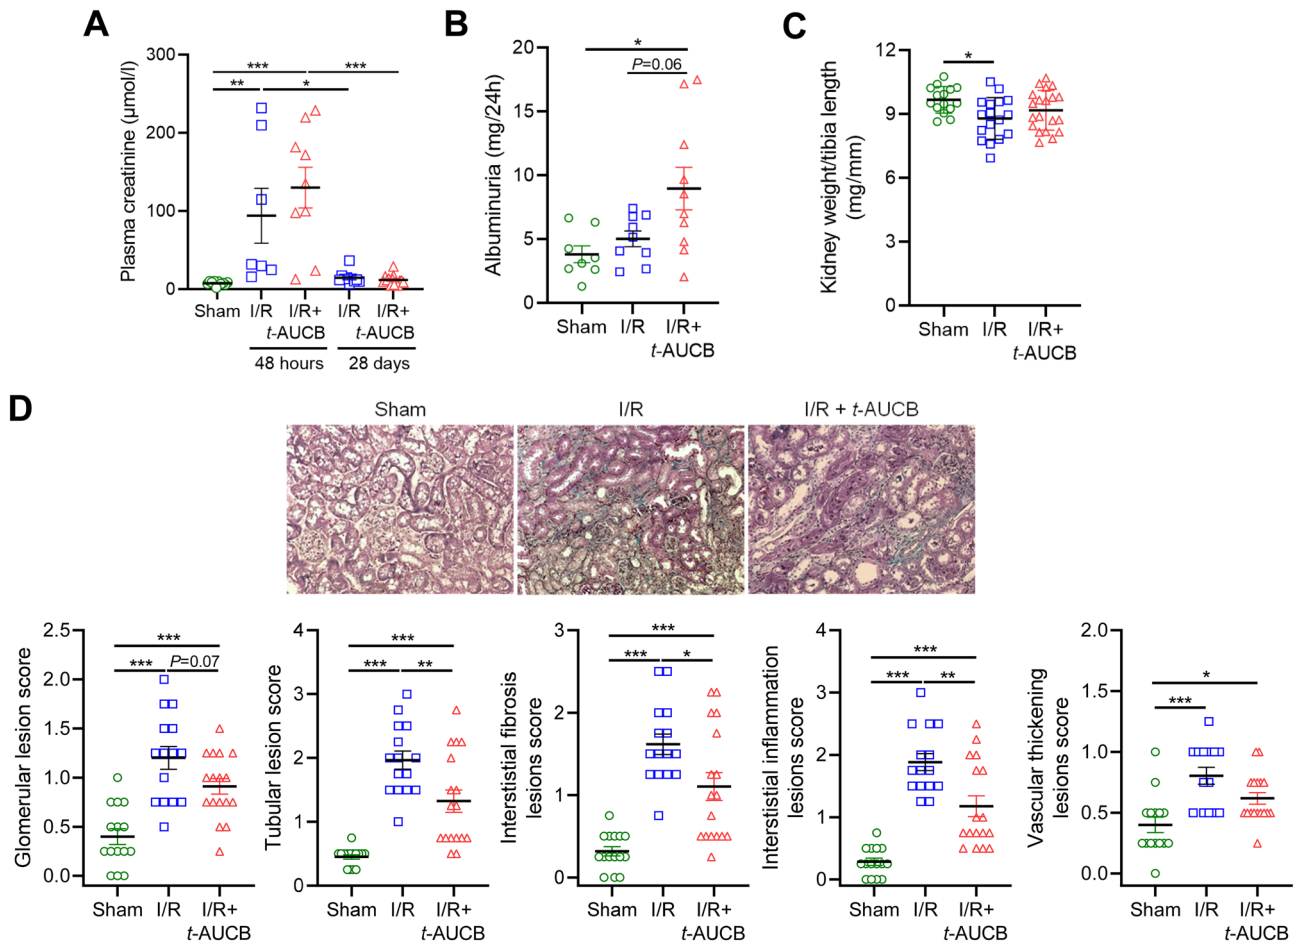 A
Plasma creatinine (μmol/l)
300
200
100
0
*** ***
** *
Sham I/R I/R+ I/R I/R+
t-AUCB t-AUCB
48 hours 28 days
B
Albuminuria (mg/24h)
20
15
10
5
0
*
P=0.06
Sham I/R I/R+
t-AUCB
C
Kidney weight/tibia length
(mg/mm)
12
9
6
3
0
*
Sham I/R I/R+
t-AUCB
D
Sham I/R I/R + t-AUCB
Glomerular lesion score
2.5
2.0
1.5
1.0
0.5
0.0
***
*** P=0.07
Sham I/R I/R+
t-AUCB
Tubular lesion score
4
3
2
1
0
***
*** **
Sham I/R I/R+
t-AUCB
Interstistial fibrosis
lesions score
3
2
1
0
***
*** *
Sham I/R I/R+
t-AUCB
Interstistial inflammation
lesions score
4
3
2
1
0
***
*** **
Sham I/R I/R+
t-AUCB
Vascular thickening
lesions score
2.0
1.5
1.0
0.5
0.0
*
***
Sham I/R I/R+
t-AUCB